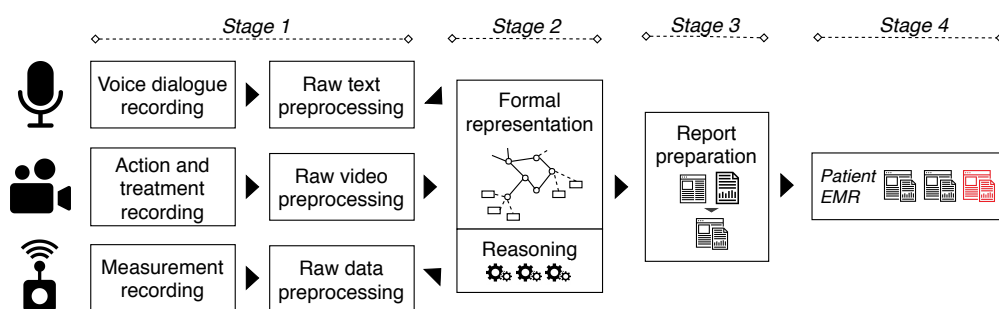 Stage 1
Stage 2
Stage 3
Stage 4
Voice dialogue
recording
Raw text
preprocessing
Action and
treatment
recording
Raw video
preprocessing
Measurement
recording
Raw data
preprocessing
Formal
representation
Reasoning
Report
preparation
Patient
EMR